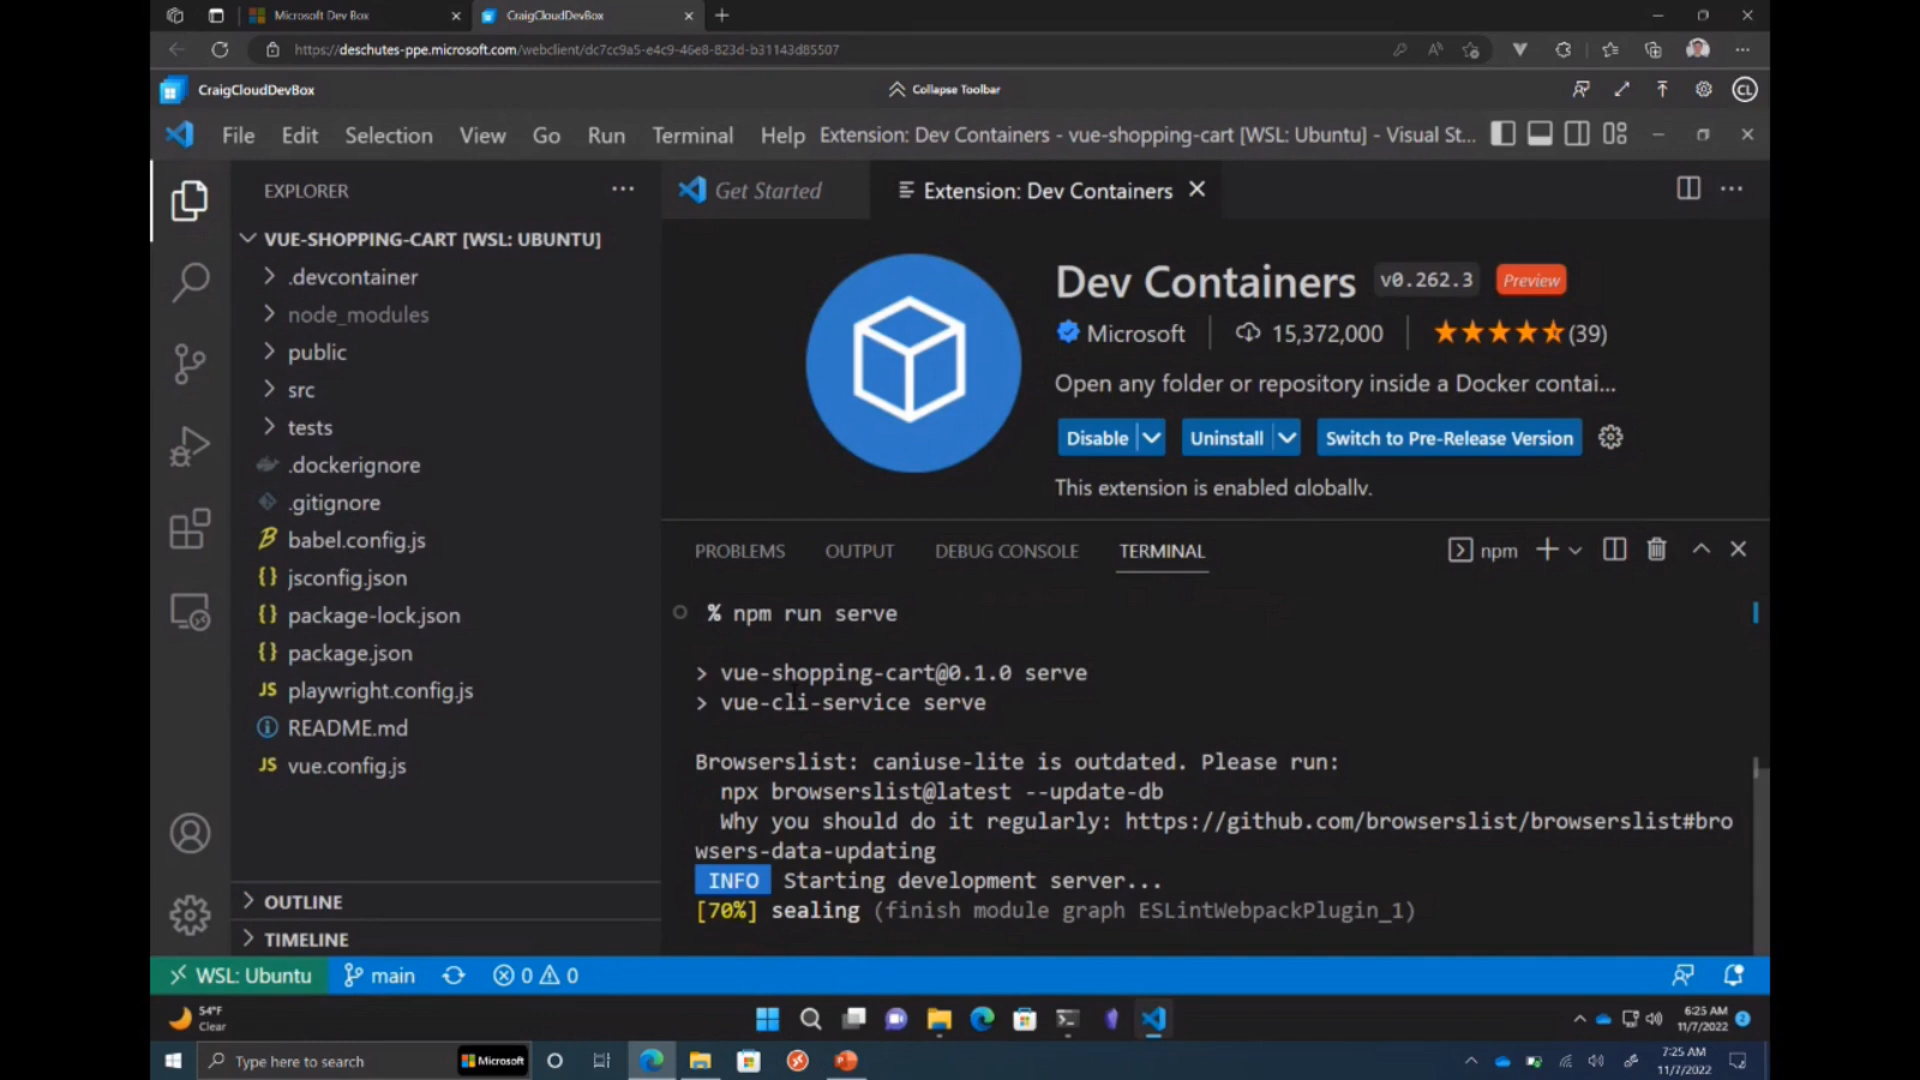 Microsoft Dev Box
CraigCloudDevBox
https://deschutes-ppe.microsoft.com/webclient/dc7cc9a5-e4c9-46e8-823d-b31143d85507
CraigCloudDevBox
Collapse Toolbar
CL
File Edit Selection View Go Run Terminal Help
Extension: Dev Containers - vue-shopping-cart [WSL: Ubuntu] - Visual St...
EXPLORER
VUE-SHOPPING-CART [WSL: UBUNTU]
.devcontainer
node_modules
public
src
tests
.dockerignore
.gitignore
babel.config.js
jsconfig.json
package-lock.json
package.json
playwright.config.js
README.md
vue.config.js
OUTLINE
TIMELINE
Get Started
Extension: Dev Containers
Dev Containers v0.262.3 Preview
Microsoft 15,372,000 (39)
Open any folder or repository inside a Docker contai...
Disable Uninstall Switch to Pre-Release Version
This extension is enabled globally.
PROBLEMS OUTPUT DEBUG CONSOLE TERMINAL
npm
% npm run serve
> vue-shopping-cart@0.1.0 serve
> vue-cli-service serve
Browserslist: caniuse-lite is outdated. Please run:
npx browserslist@latest --update-db
Why you should do it regularly: https://github.com/browserslist/browserslist#bro
wsers-data-updating
INFO Starting development server...
[70%] sealing (finish module graph ESLintWebpackPlugin_1)
WSL: Ubuntu main 0 0
54°F
Clear
6:25 AM
11/7/2022
2
Type here to search
Microsoft
7:25 AM
11/7/2022